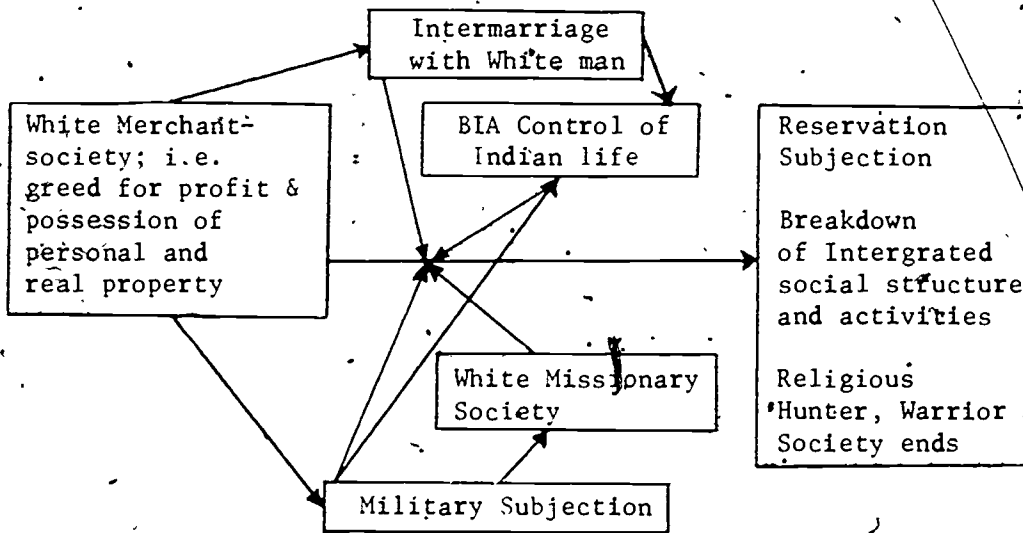 Intermarriage
with White man
White Merchant-
society; i.e.
greed for profit &
possession of
personal and
real property
BIA Control of
Indian life
Reservation
Subjection
Breakdown
of Intergrated
social structure
and activities
Religious
Hunter, Warrior
Society ends
White Missionary
Society
Military Subjection